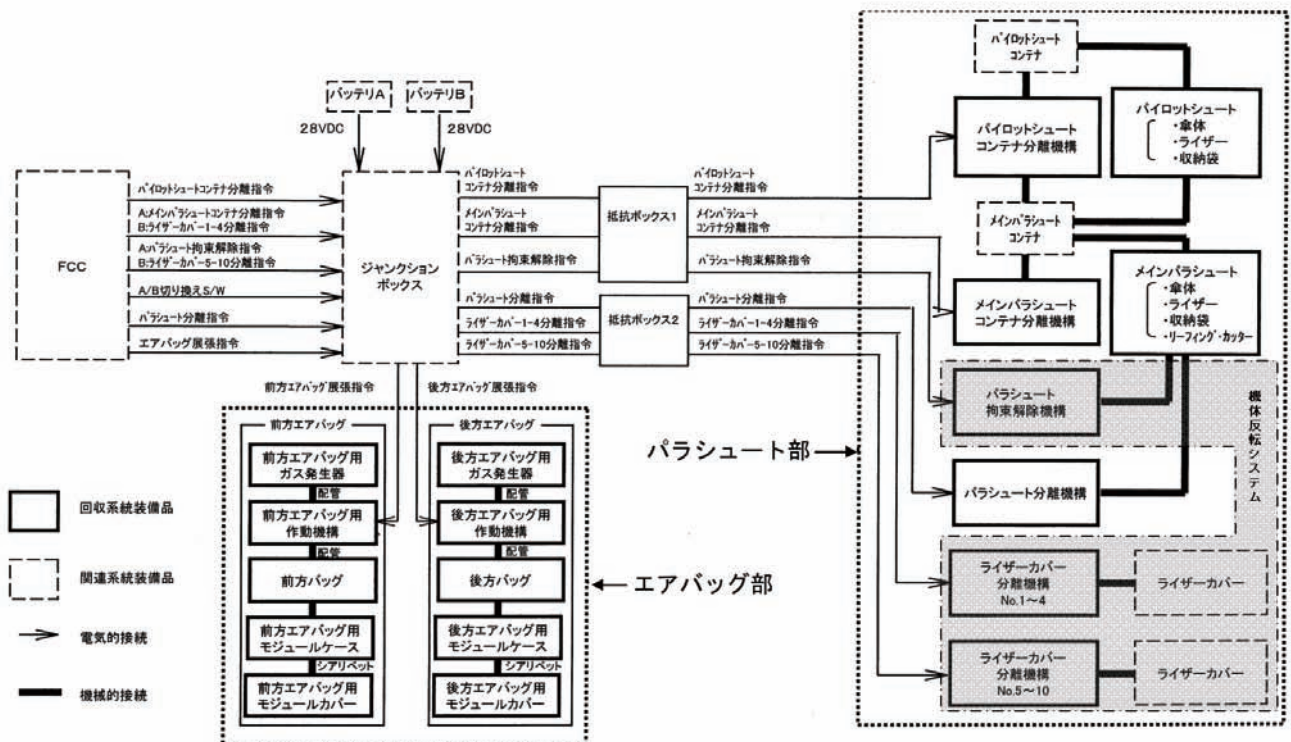 バッテリA
バッテリB
28VDC
28VDC
FCC
パイロットシュートコンテナ分離指令
A:メインパラシュートコンテナ分離指令
B:ライザーカバー1-4分離指令
A:パラシュート拘束解除指令
B:ライザーカバー5-10分離指令
A/B切り換えS/W
パラシュート分離指令
エアバッグ展張指令
ジャンクション
ボックス
パイロットシュート
コンテナ分離指令
メインパラシュート
コンテナ分離指令
パラシュート拘束解除指令
パラシュート分離指令
ライザーカバー1-4分離指令
ライザーカバー5-10分離指令
抵抗ボックス1
抵抗ボックス2
パイロットシュート
コンテナ分離指令
メインパラシュート
コンテナ分離指令
パラシュート拘束解除指令
パラシュート分離指令
ライザーカバー1-4分離指令
ライザーカバー5-10分離指令
パイロットシュート
コンテナ
パイロットシュート
コンテナ分離機構
パイロットシュート
・傘体
・ライザー
・収納袋
メインパラシュート
コンテナ
メインパラシュート
コンテナ分離機構
メインパラシュート
・傘体
・ライザー
・収納袋
・リーフィング・カッター
パラシュート
拘束解除機構
機体反転システム
パラシュート分離機構
ライザーカバー
分離機構
No.1～4
ライザーカバー
ライザーカバー
分離機構
No.5～10
ライザーカバー
パラシュート部
前方エアバッグ展張指令
後方エアバッグ展張指令
前方エアバッグ
前方エアバッグ用
ガス発生器
配管
前方エアバッグ用
作動機構
配管
前方バッグ
前方エアバッグ用
モジュールケース
シアリベット
前方エアバッグ用
モジュールカバー
後方エアバッグ
後方エアバッグ用
ガス発生器
配管
後方エアバッグ用
作動機構
配管
後方バッグ
後方エアバッグ用
モジュールケース
シアリベット
後方エアバッグ用
モジュールカバー
エアバッグ部
回収系統装備品
関連系統装備品
電気的接続
機械的接続